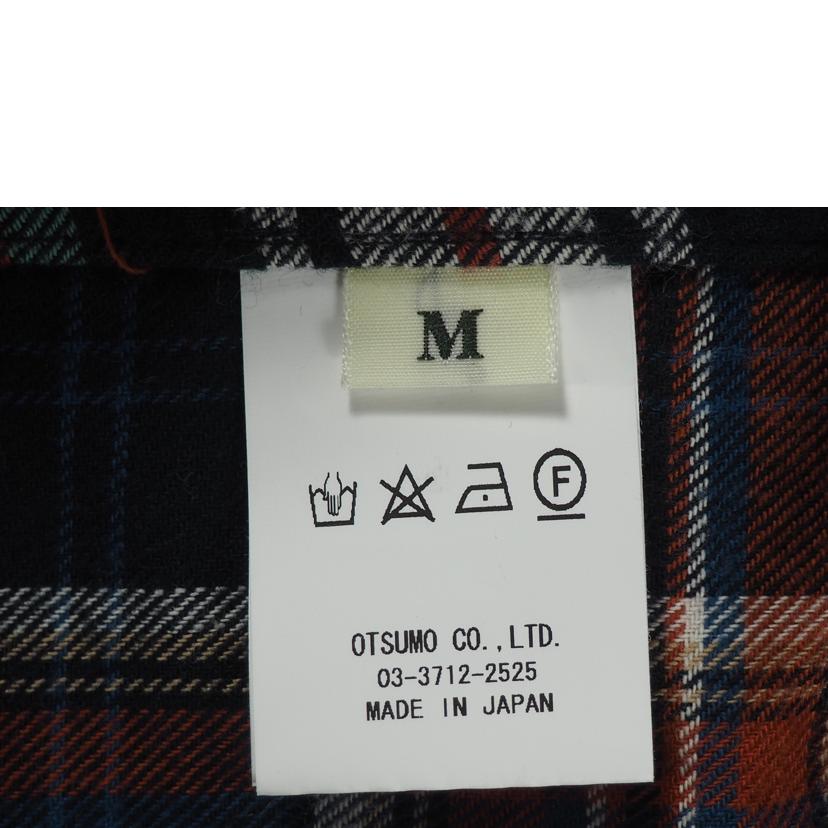 M
F
OTSUMO CO.,LTD.
03-3712-2525
MADE IN JAPAN